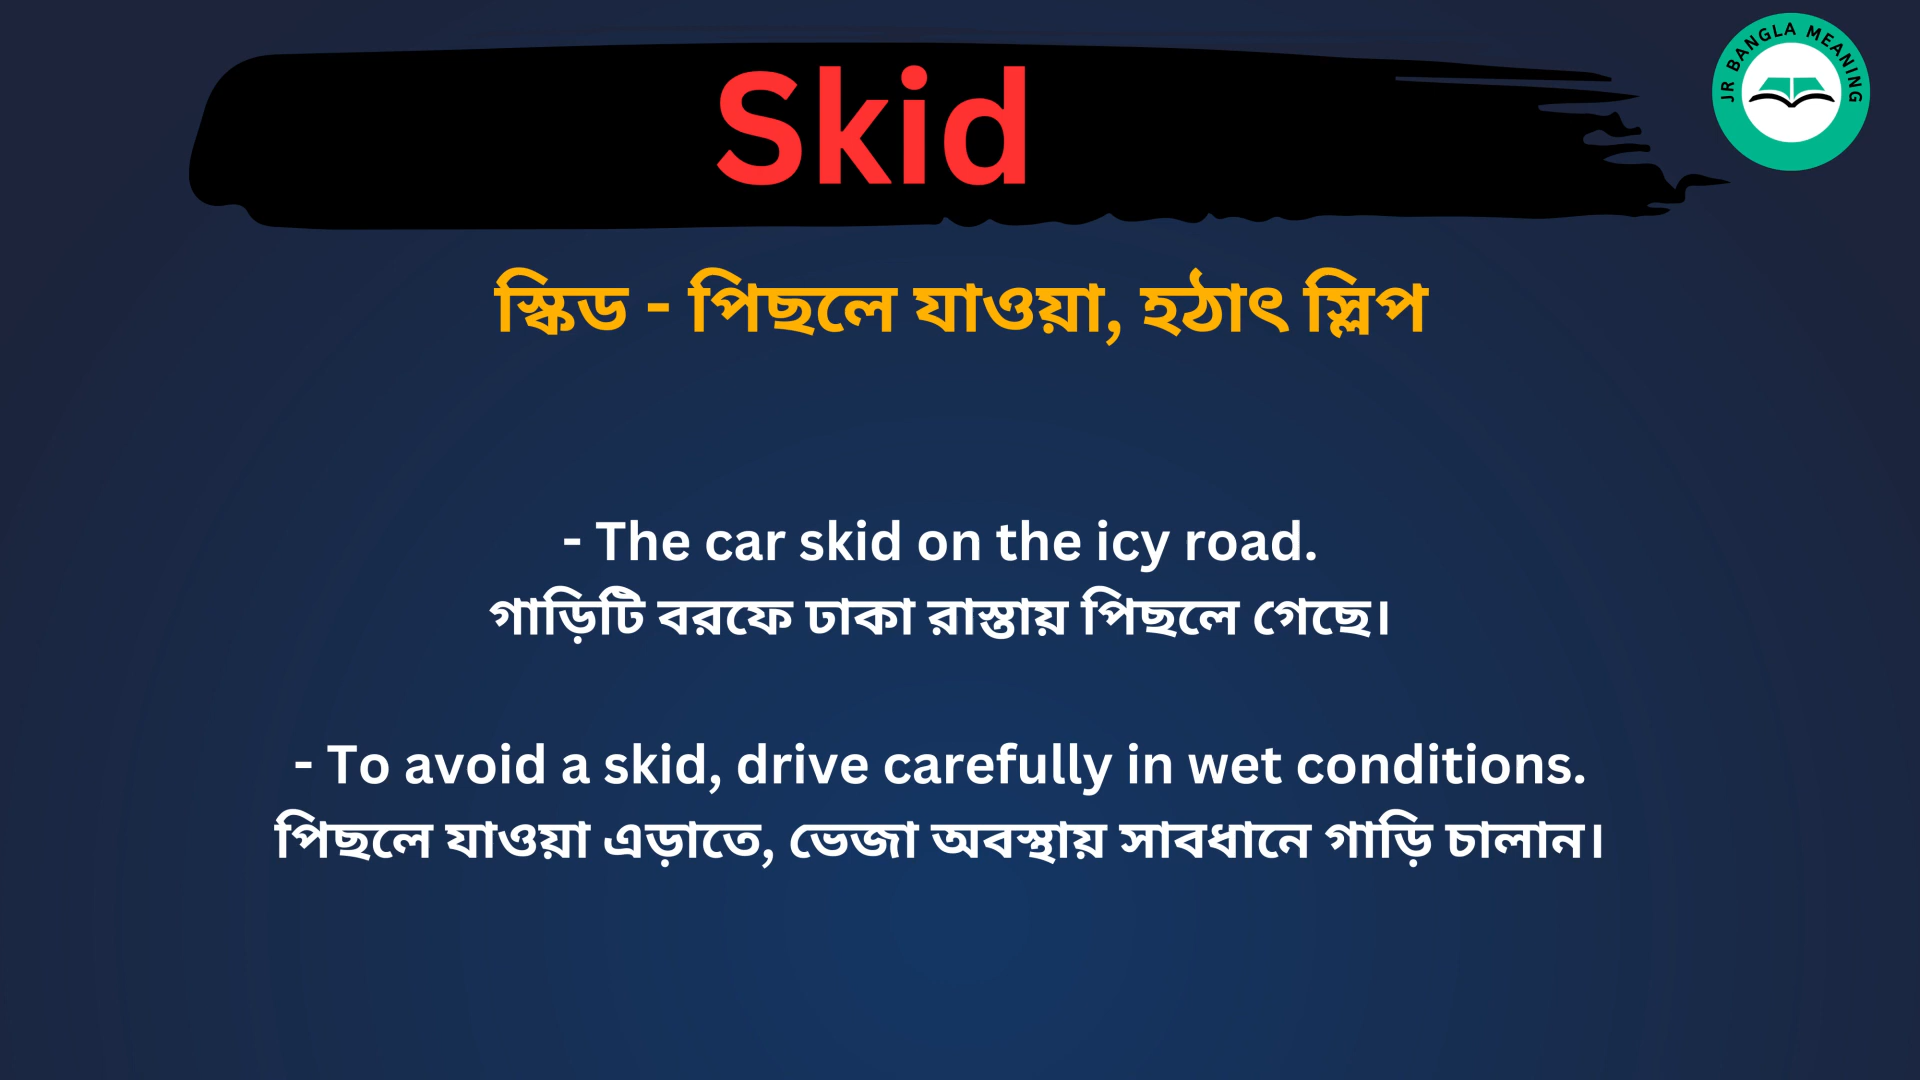 JR BANGLA MEANING
Skid
স্কিড - পিছলে যাওয়া, হঠাৎ স্লিপ
- The car skid on the icy road.
গাড়িটি বরফে ঢাকা রাস্তায় পিছলে গেছে।
- To avoid a skid, drive carefully in wet conditions.
পিছলে যাওয়া এড়াতে, ভেজা অবস্থায় সাবধানে গাড়ি চালান।